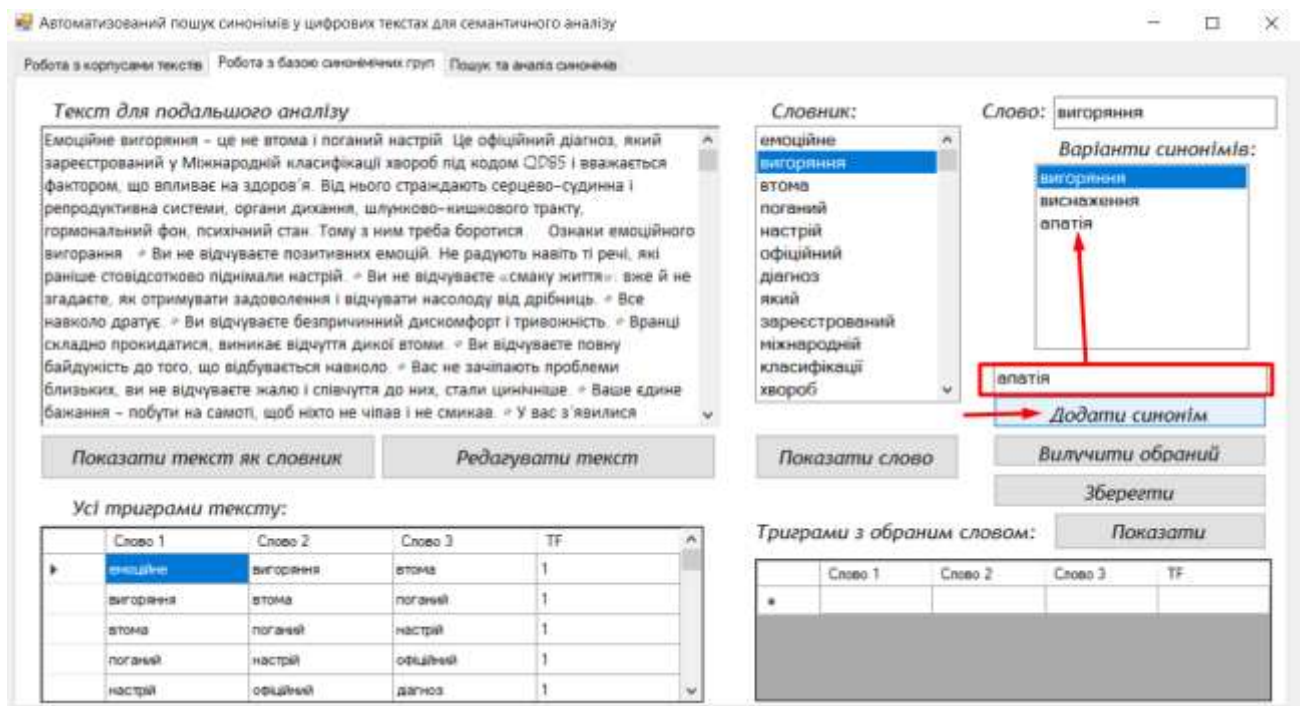 Автоматизований пошук синонімів у цифрових текстах для семантичного аналізу
Робота з корпусами текстів Робота з базою синонімічних груп Пошук та аналіз синонімів
Текст для подальшого аналізу
Емоційне вигоряння – це не втома і поганий настрій. Це офіційний діагноз, який
зареєстрований у Міжнародній класифікації хвороб під кодом QD85 і вважається
фактором, що впливає на здоров'я. Від нього страждають серцево-судинна і
репродуктивна системи, органи дихання, шлунково-кишкового тракту,
гормональний фон, психічний стан. Тому з ним треба боротися Ознаки емоційного
вигорання Ви не відчуваєте позитивних емоцій. Не радують навіть ті речі, які
раніше стовідсотково піднімали настрій. Ви не відчуваєте «смаку життя»: вже й не
згадаєте, як отримувати задоволення і відчувати насолоду від дрібниць. Все
навколо дратує. Ви відчуваєте безпричинний дискомфорт і тривожність. Вранці
складно прокидатися, виникає відчуття дикої втоми. Ви відчуваєте повну
байдужість до того, що відбувається навколо. Вас не зачіпають проблеми
близьких, ви не відчуваєте жалю і співчуття до них, стали цинічніше. Ваше єдине
бажання – побути на самоті, щоб ніхто не чіпав і не смикав. У вас з'явилися
Показати текст як словник
Редагувати текст
Словник:
емоційне
вигоряння
втома
поганий
настрій
офіційний
діагноз
який
зареєстрований
міжнародній
класифікації
хвороб
Показати слово
Слово: вигоряння
Варіанти синонімів:
вигоряння
виснаження
апатія
апатія
Додати синонім
Вилучити обраний
Зберегти
Усі триграми тексту:
Слово 1 Слово 2 Слово 3 TF
емоційне вигоряння втома 1
вигоряння втома поганий 1
втома поганий настрій 1
поганий настрій офіційний 1
настрій офіційний діагноз 1
Триграми з обраним словом:
Показати
Слово 1 Слово 2 Слово 3 TF